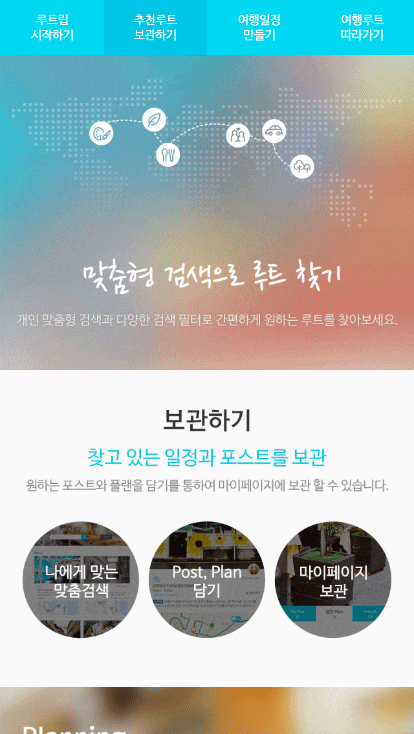 루트립
시작하기
추천루트
보관하기
여행일정
만들기
여행루트
따라가기
맞춤형 검색으로 루트 찾기
개인 맞춤형 검색과 다양한 검색 필터로 간편하게 원하는 루트를 찾아보세요.
보관하기
찾고 있는 일정과 포스트를 보관
원하는 포스트와 플랜을 담기를 통하여 마이페이지에 보관 할 수 있습니다.
나에게 맞는
맞춤검색
Post, Plan
담기
마이페이지
보관
Planning